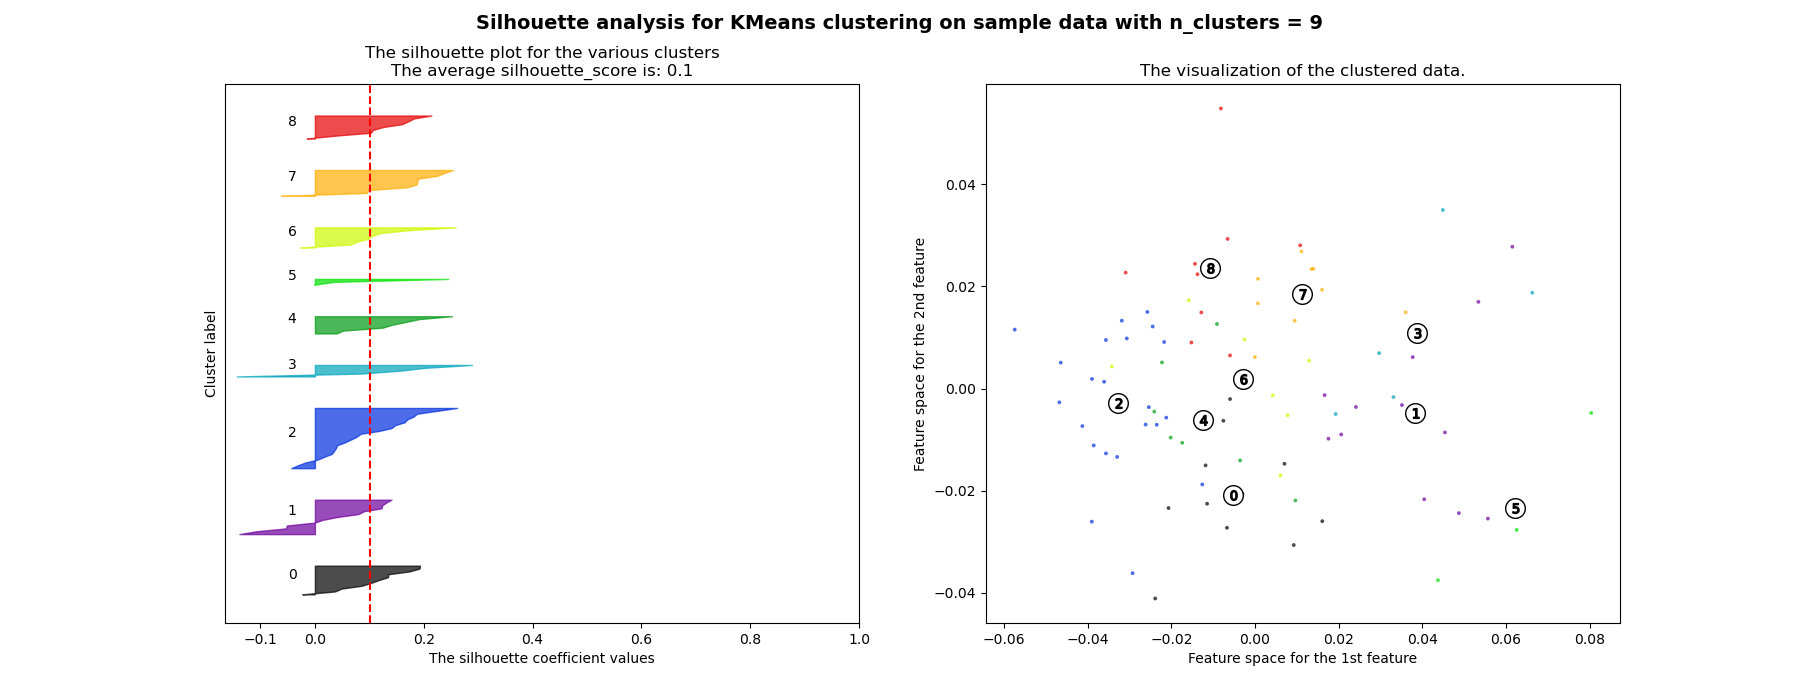 Silhouette analysis for KMeans clustering on sample data with n_clusters = 9
The silhouette plot for the various clusters
The average silhouette_score is: 0.1
8
7
6
5
4
3
2
1
0
Cluster label
−0.1 0.0 0.2 0.4 0.6 0.8 1.0
The silhouette coefficient values
The visualization of the clustered data.
0.04
0.02
0.00
−0.02
−0.04
Feature space for the 2nd feature
8
7
3
6
2
1
4
0
5
−0.06 −0.04 −0.02 0.00 0.02 0.04 0.06 0.08
Feature space for the 1st feature